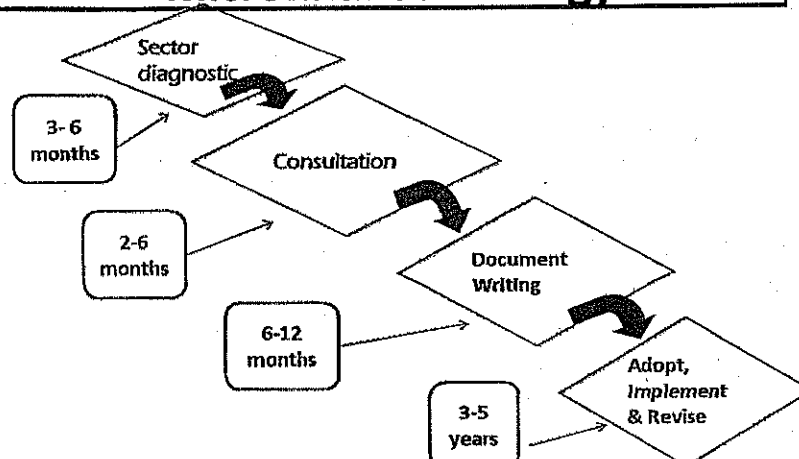 Sector
diagnostic
3- 6
months
Consultation
2-6
months
Document
Writing
6-12
months
Adopt,
Implement
& Revise
3-5
years